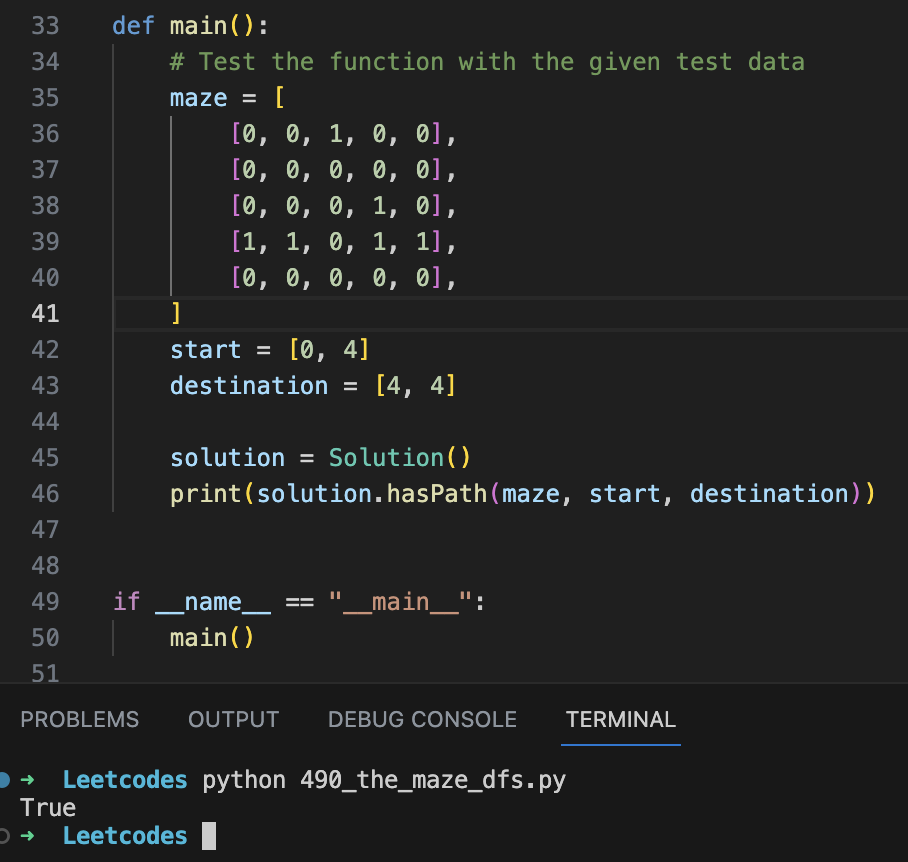 33 def main():
34 # Test the function with the given test data
35 maze = [
36 [0, 0, 1, 0, 0],
37 [0, 0, 0, 0, 0],
38 [0, 0, 0, 1, 0],
39 [1, 1, 0, 1, 1],
40 [0, 0, 0, 0, 0],
41 ]
42 start = [0, 4]
43 destination = [4, 4]
44
45 solution = Solution()
46 print(solution.hasPath(maze, start, destination))
47
48
49 if __name__ == "__main__":
50 main()
51
PROBLEMS OUTPUT DEBUG CONSOLE TERMINAL
➜ Leetcodes python 490_the_maze_dfs.py
True
➜ Leetcodes